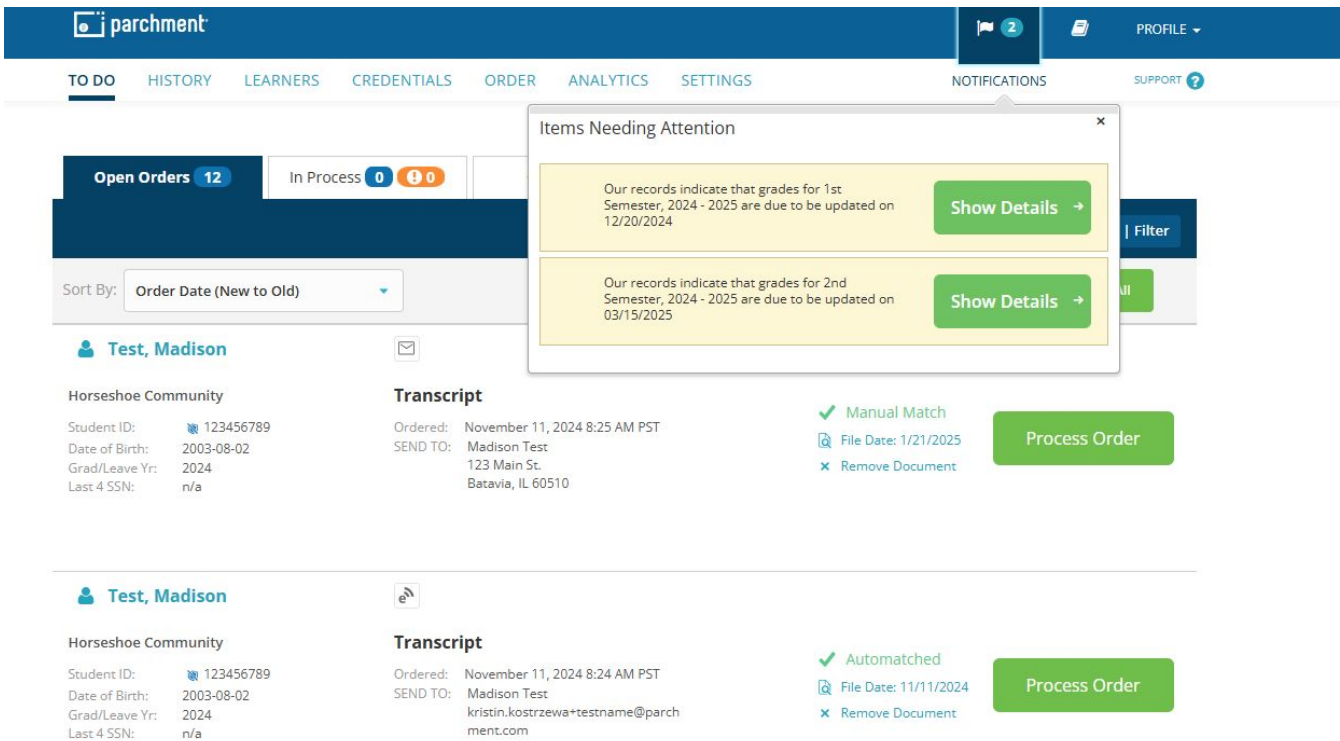 parchment
2
PROFILE
TO DO HISTORY LEARNERS CREDENTIALS ORDER ANALYTICS SETTINGS NOTIFICATIONS SUPPORT ?
Items Needing Attention ×
Open Orders 12
In Process 0 ! 0
Our records indicate that grades for 1st
Semester, 2024 - 2025 are due to be updated on
12/20/2024
Show Details →
| Filter
Our records indicate that grades for 2nd
Semester, 2024 - 2025 are due to be updated on
03/15/2025
Show Details →
Sort By: Order Date (New to Old)
All
Test, Madison
Horseshoe Community
Student ID: 123456789
Date of Birth: 2003-08-02
Grad/Leave Yr: 2024
Last 4 SSN: n/a
Transcript
Ordered: November 11, 2024 8:25 AM PST
SEND TO: Madison Test
123 Main St.
Batavia, IL 60510
Manual Match
File Date: 1/21/2025
× Remove Document
Process Order
Test, Madison
Horseshoe Community
Student ID: 123456789
Date of Birth: 2003-08-02
Grad/Leave Yr: 2024
Last 4 SSN: n/a
Transcript
Ordered: November 11, 2024 8:24 AM PST
SEND TO: Madison Test
kristin.kostrzewa+testname@parch
ment.com
Automatched
File Date: 11/11/2024
× Remove Document
Process Order